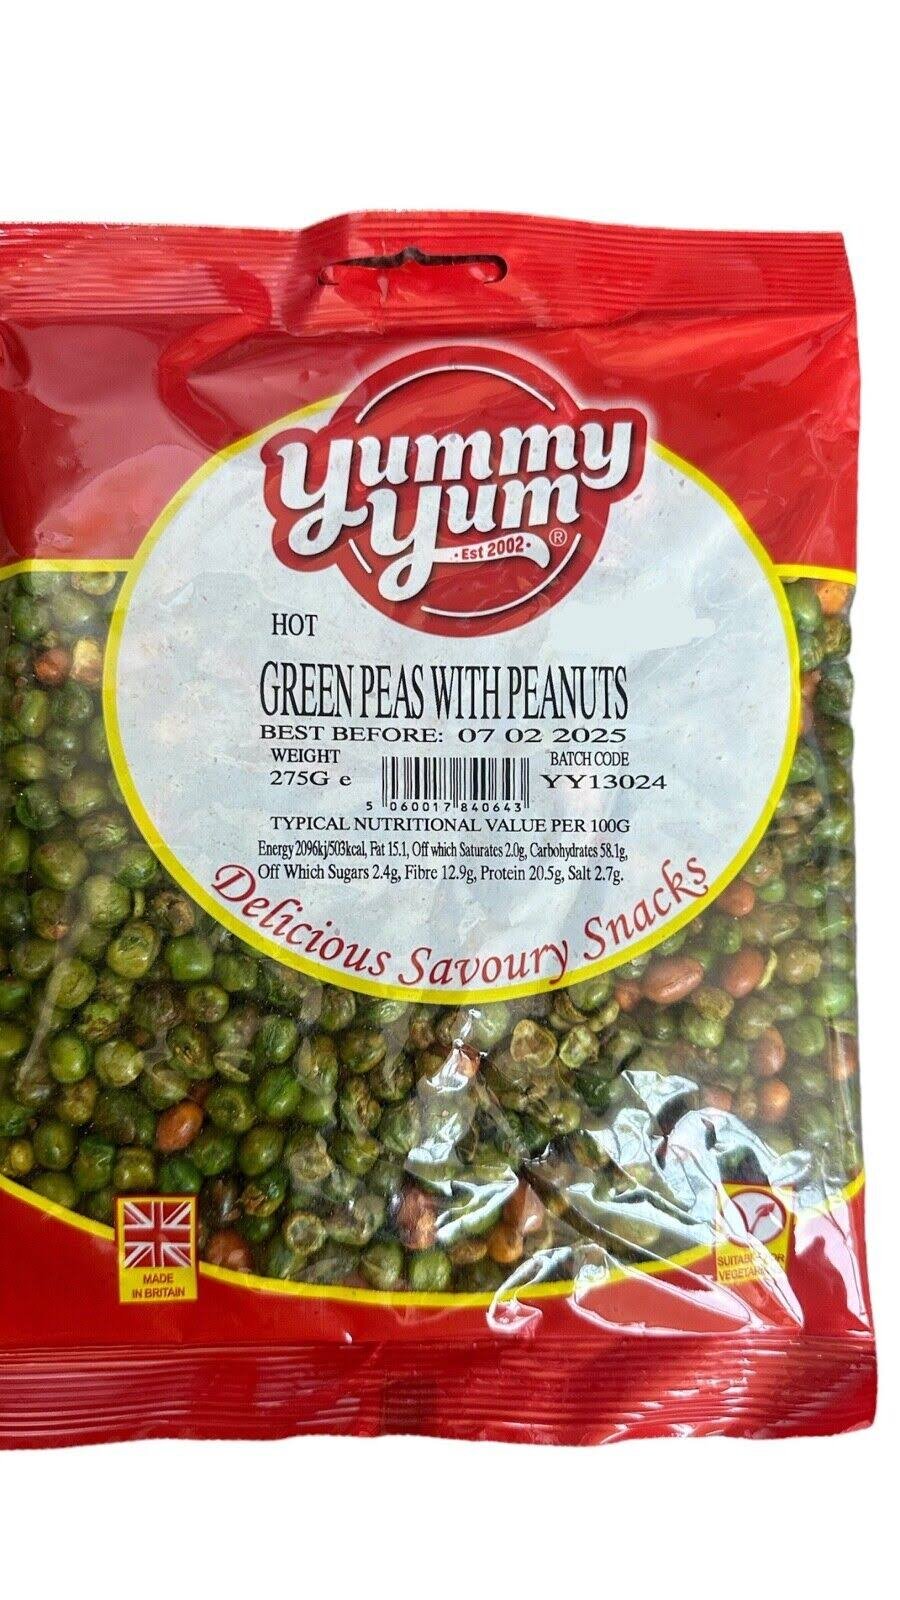 yummy
yum
®
• Est 2002 •
HOT
GREEN PEAS WITH PEANUTS
BEST BEFORE: 07 02 2025
WEIGHT
275G e
BATCH CODE
YY13024
5 060017 840643
TYPICAL NUTRITIONAL VALUE PER 100G
Energy 2096kj/503kcal, Fat 15.1, Off which Saturates 2.0g, Carbohydrates 58.1g,
Off Which Sugars 2.4g, Fibre 12.9g, Protein 20.5g, Salt 2.7g.
Delicious Savoury Snacks
MADE
IN BRITAIN